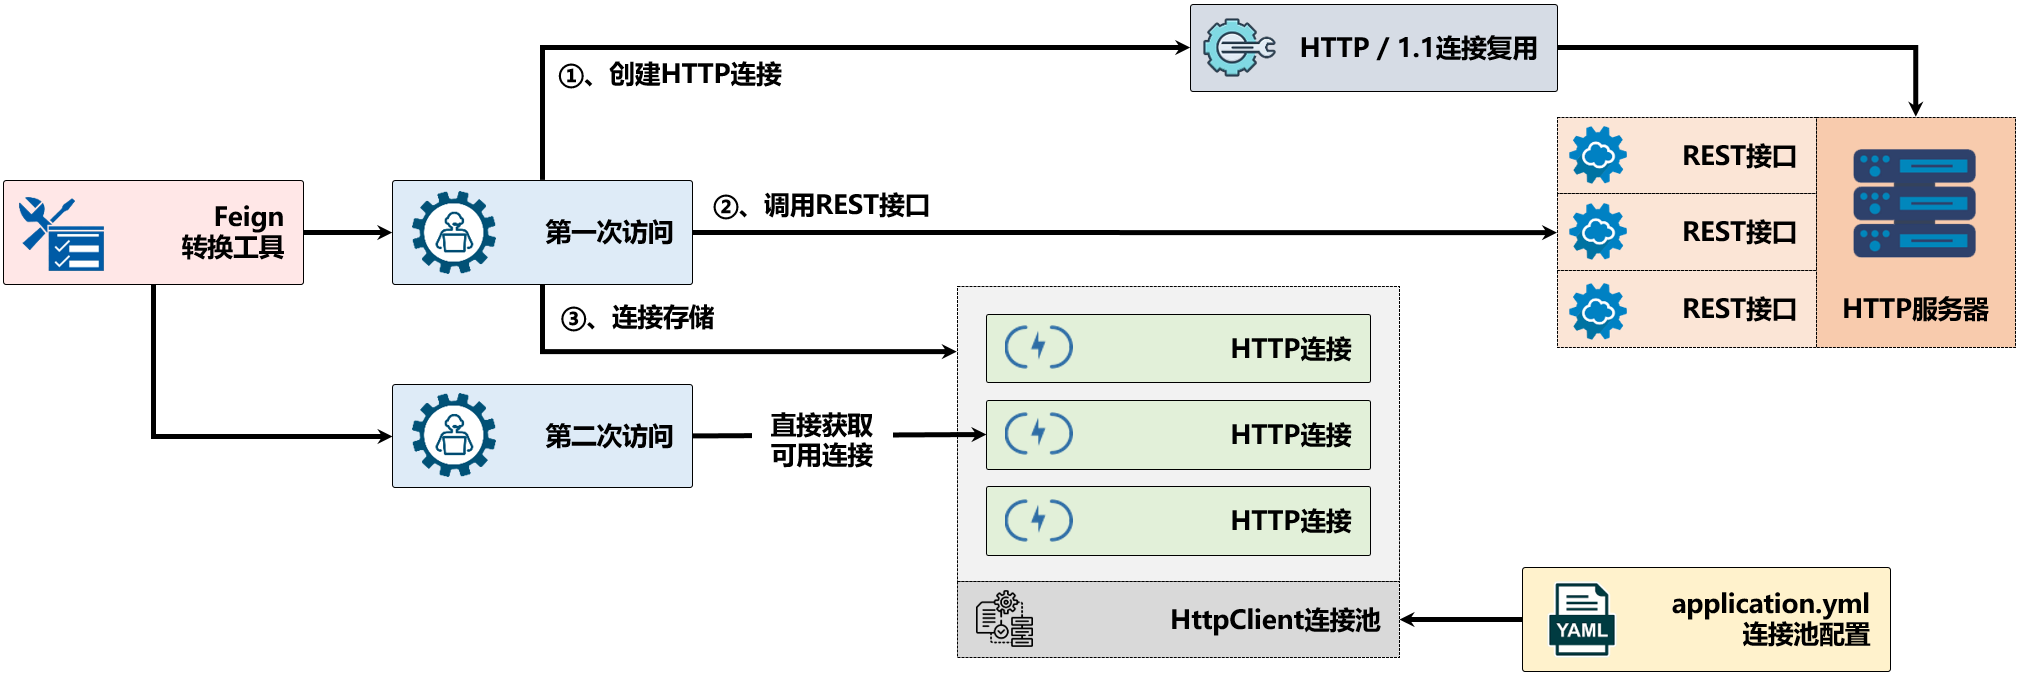 HTTP / 1.1连接复用
①、创建HTTP连接
REST接口
Feign
转换工具
第一次访问
②、调用REST接口
REST接口
REST接口
HTTP服务器
③、连接存储
HTTP连接
第二次访问
直接获取
可用连接
HTTP连接
HTTP连接
HttpClient连接池
YAML
application.yml
连接池配置